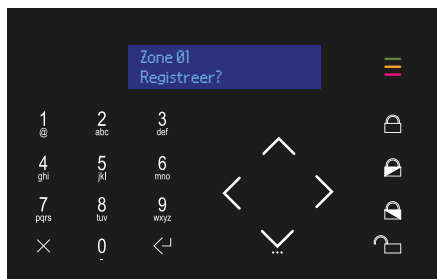 Zone 01
Registreer?
1 2 3
@ abc def
4 5 6
ghi jkl mno
7 8 9
pqrs tuv wxyz
0
-
...